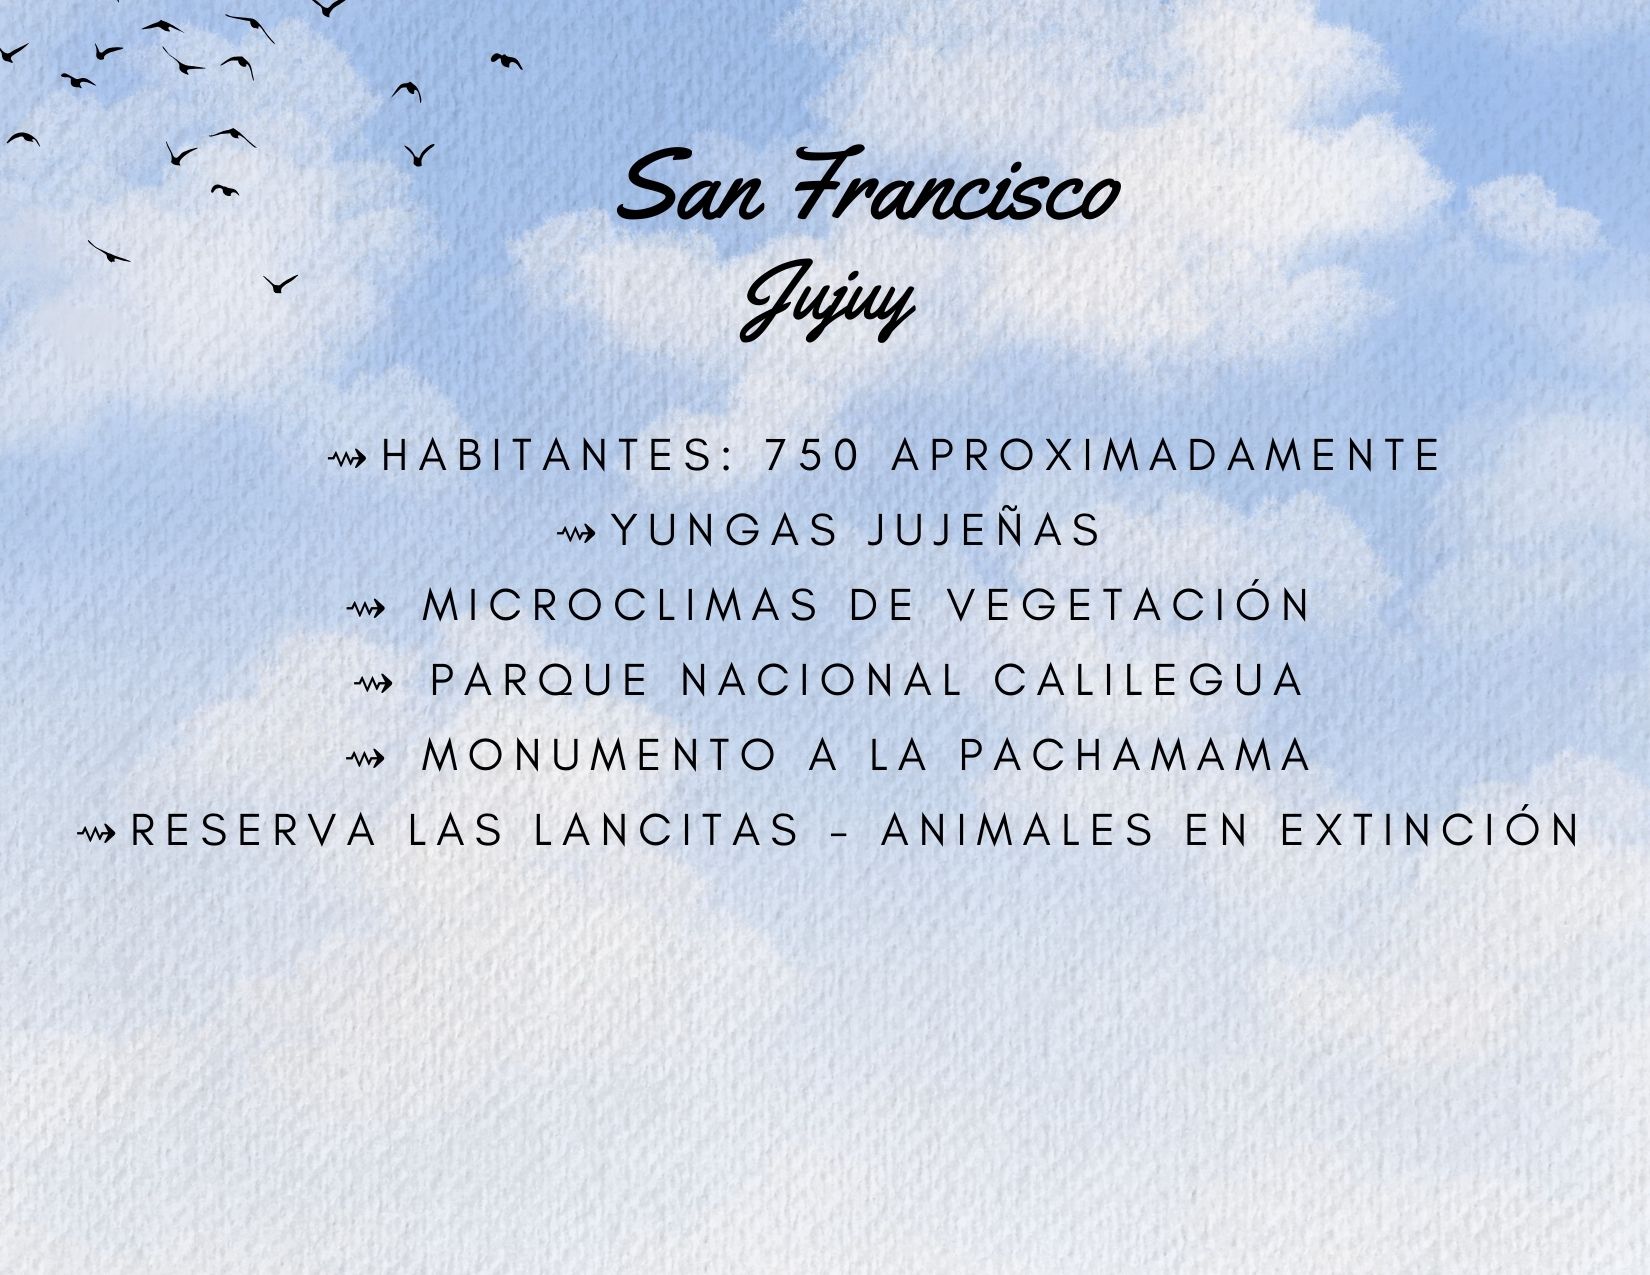 San Francisco
Jujuy
⇝HABITANTES: 750 APROXIMADAMENTE
⇝YUNGAS JUJEÑAS
⇝ MICROCLIMAS DE VEGETACIÓN
⇝ PARQUE NACIONAL CALILEGUA
⇝ MONUMENTO A LA PACHAMAMA
⇝RESERVA LAS LANCITAS - ANIMALES EN EXTINCIÓN